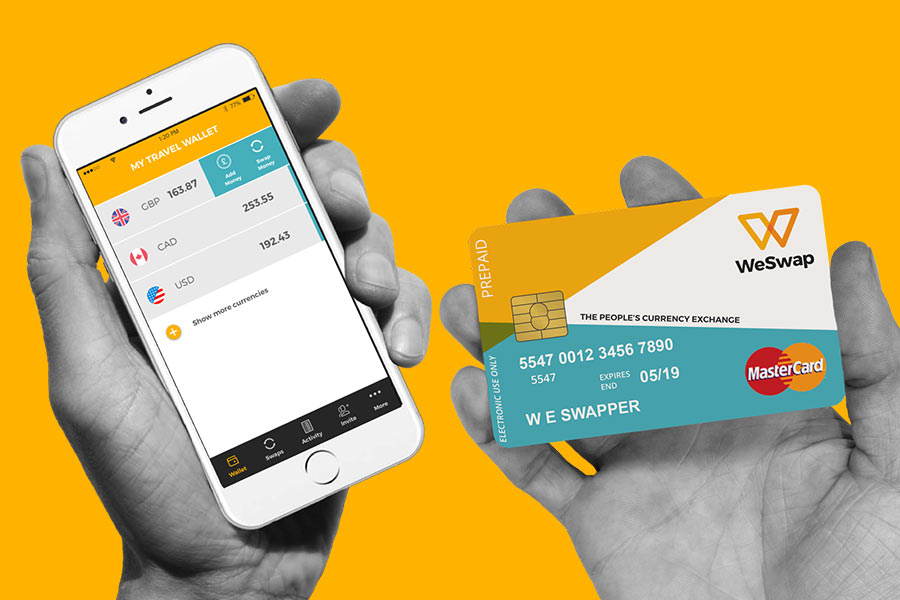 1:20 PM
77%
MY TRAVEL WALLET
GBP 163.87
£
Add
Money
Swap
Money
CAD 253.55
USD 192.43
+
Show more currencies
Wallet
Swaps
Activity
Invite
More
PREPAID
WeSwap
THE PEOPLE'S CURRENCY EXCHANGE
ELECTRONIC USE ONLY
5547 0012 3456 7890
5547
EXPIRES
END
05/19
W E SWAPPER
MasterCard